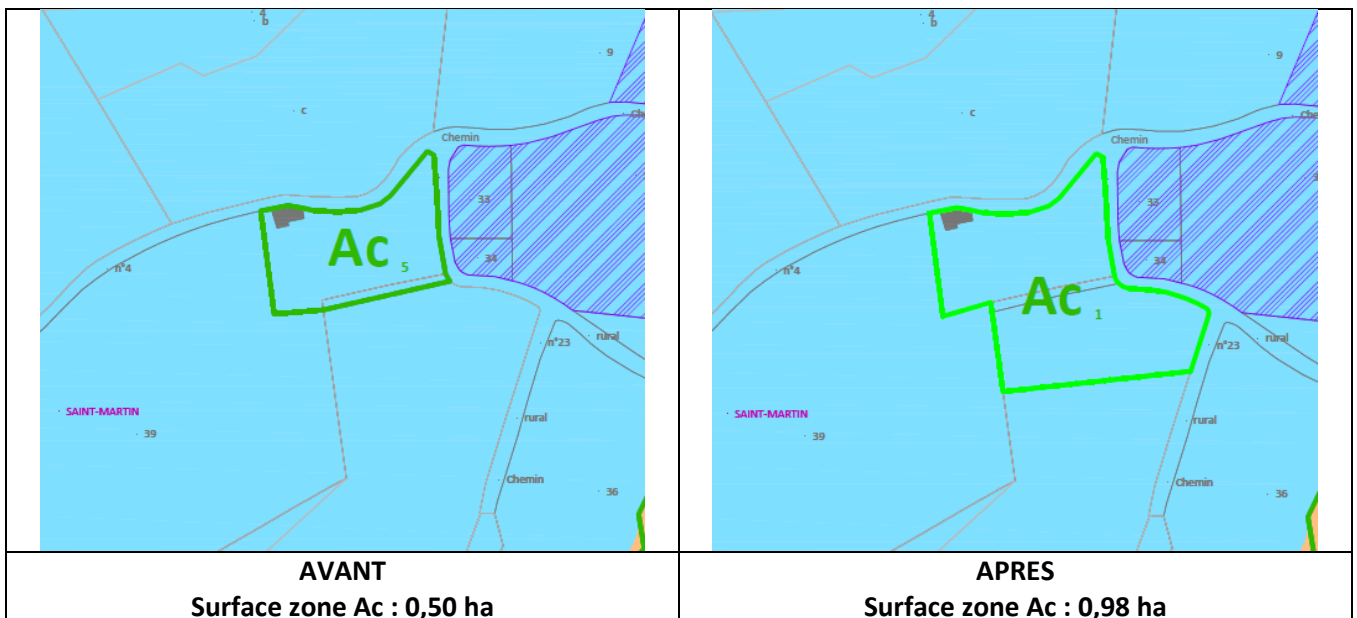 4
b
9
c
Chemin
Ch
33
Ac 5
34
n°4
rural
n°23
SAINT-MARTIN
rural
39
Chemin
36
AVANT
Surface zone Ac : 0,50 ha
4
b
9
c
Chemin
Che
33
34
n°4
Ac 1
rural
n°23
SAINT-MARTIN
rural
39
Chemin
36
APRES
Surface zone Ac : 0,98 ha